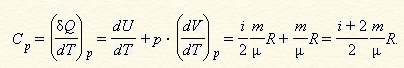 C_p = (δQ/dT)_p = dU/dT + p · (dV/dT)_p = i/2 m/μ R + m/μ R = i + 2/2 m/μ R.